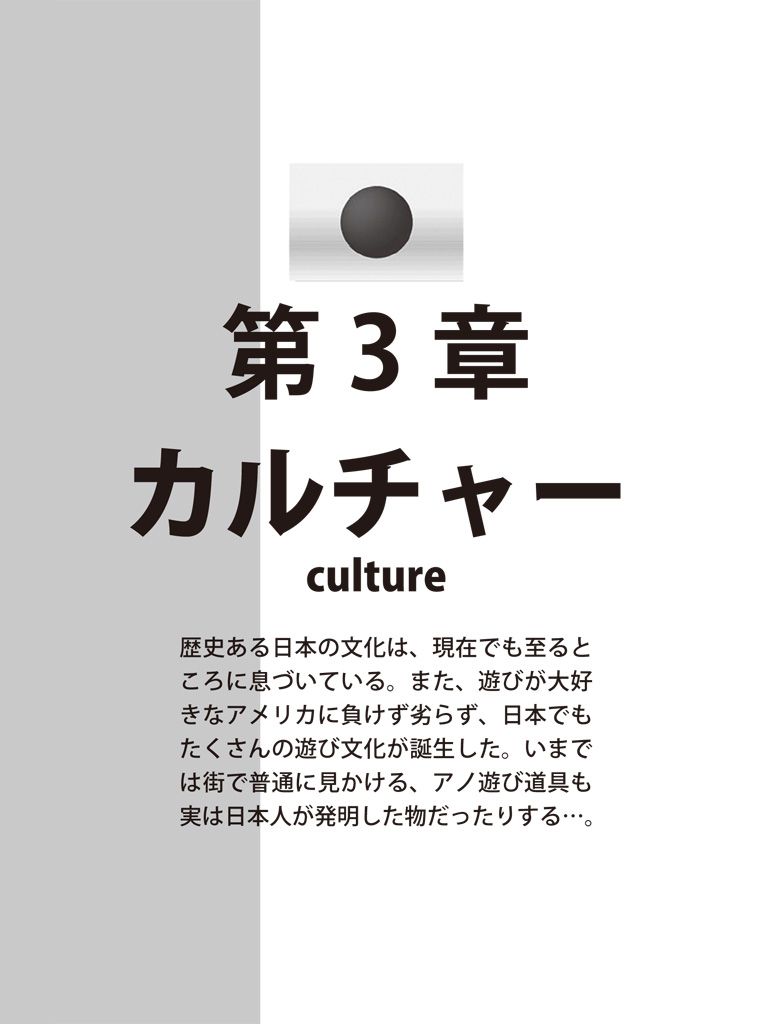 第3章
カルチャー
culture
歴史ある日本の文化は、現在でも至ると
ころに息づいている。また、遊びが大好
きなアメリカに負けず劣らず、日本でも
たくさんの遊び文化が誕生した。いまで
は街で普通に見かける、アノ遊び道具も
実は日本人が発明した物だったりする…。